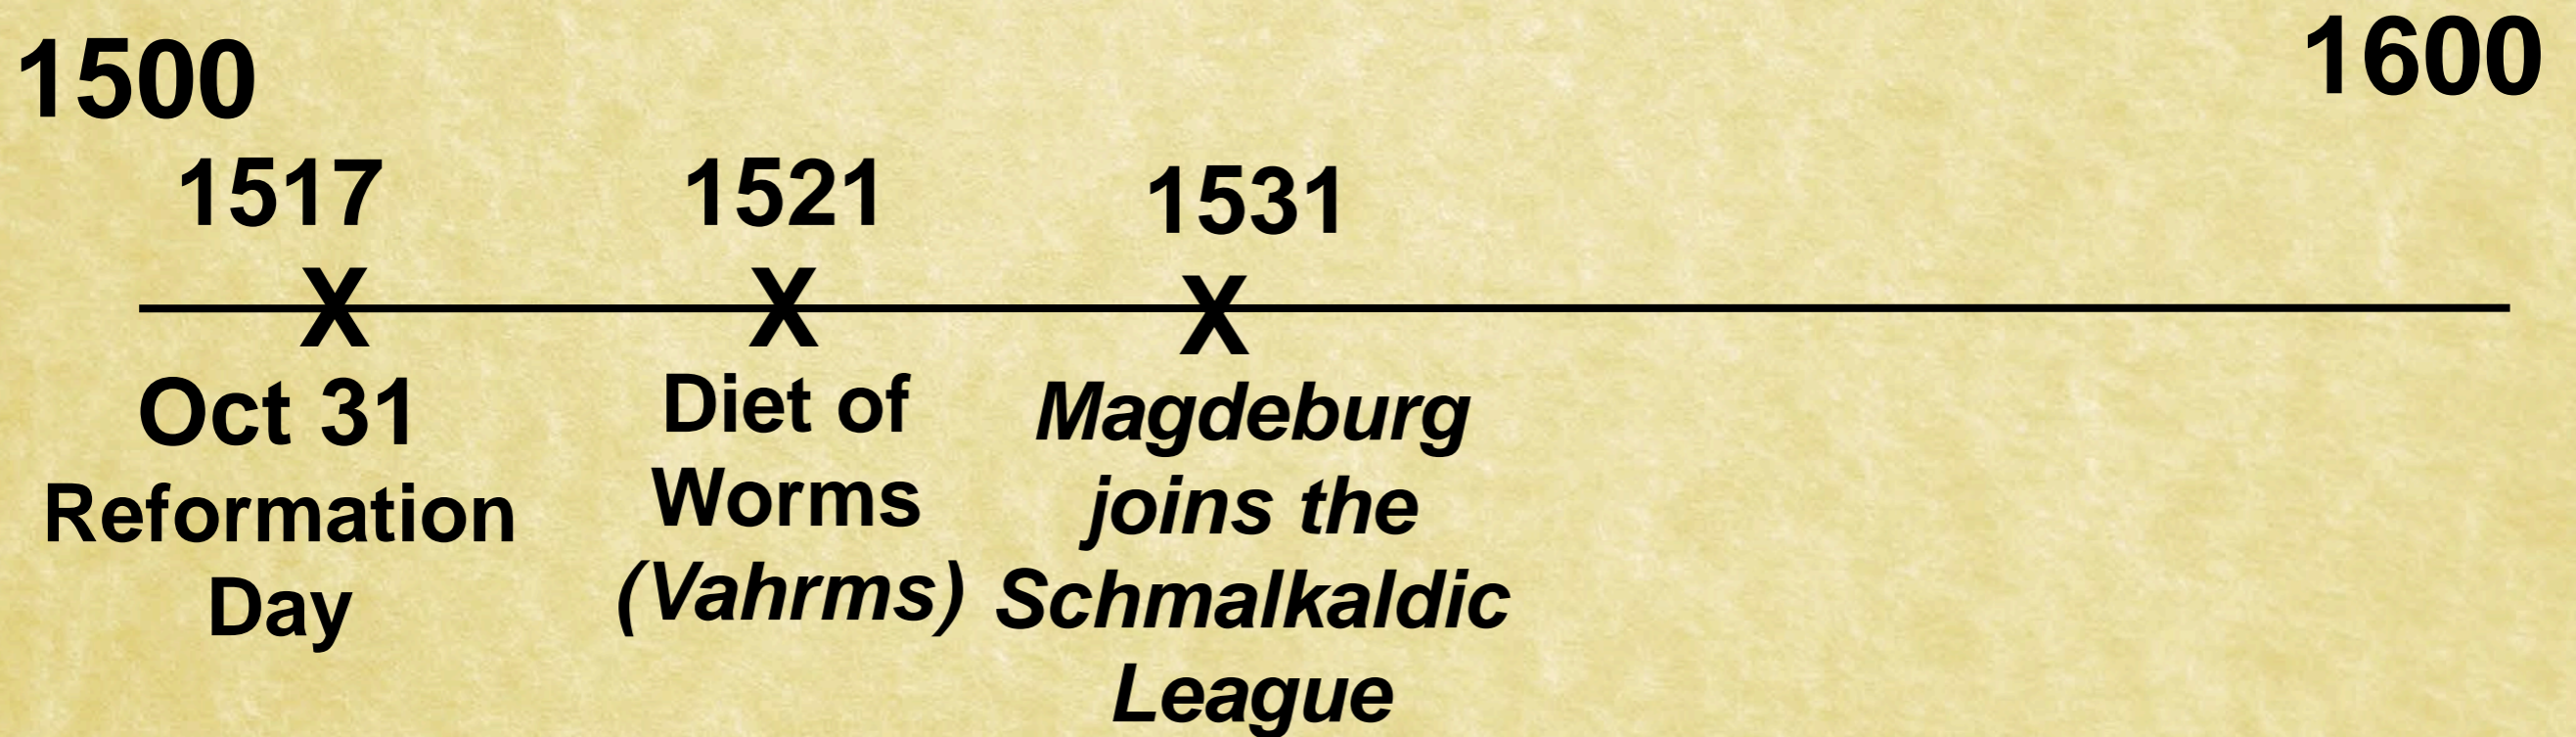 1500
1600
1517
1521
1531
X
X
X
Oct 31
Reformation
Day
Diet of
Worms
(Vahrms)
Magdeburg
joins the
Schmalkaldic
League